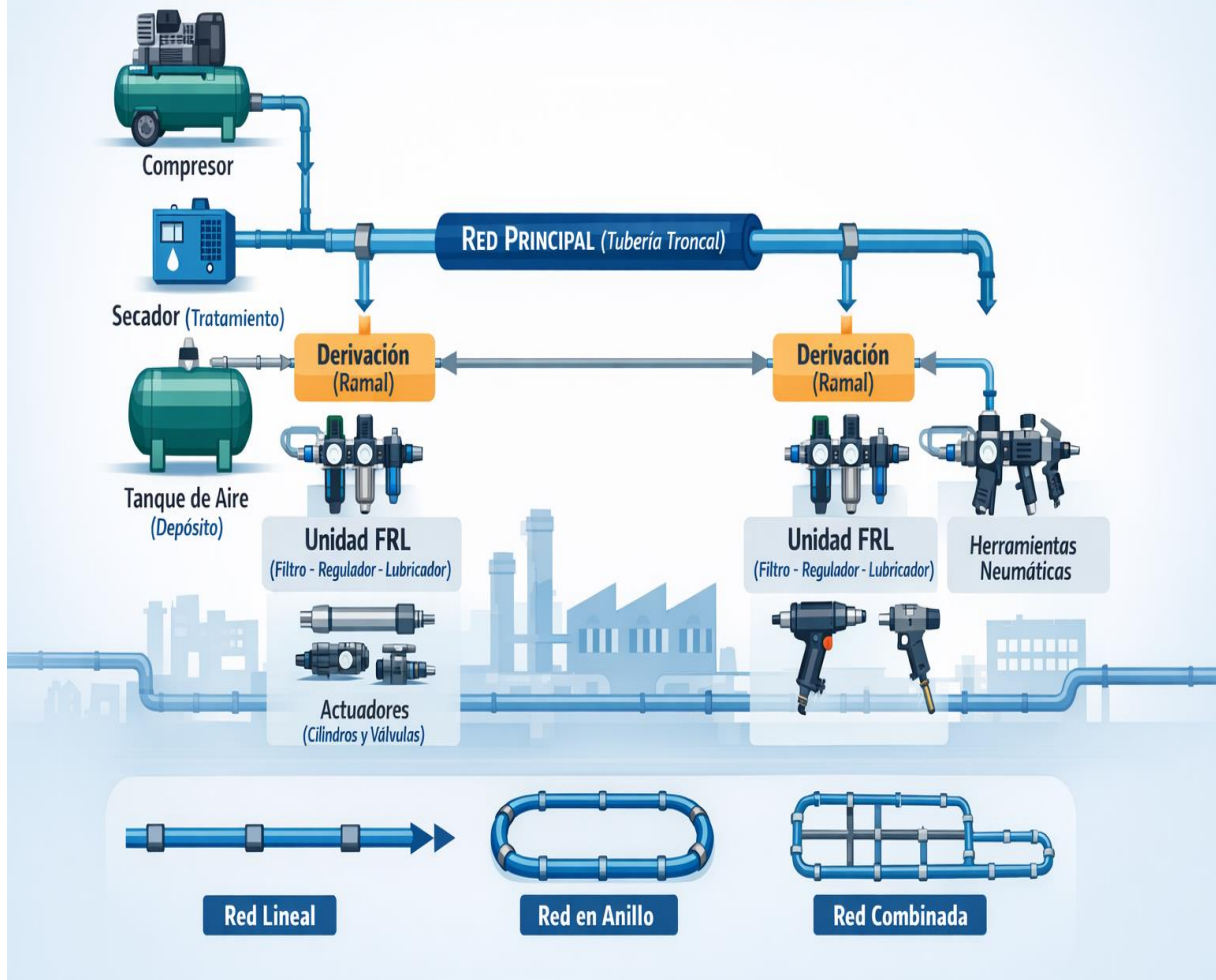 Compresor
RED PRINCIPAL (Tubería Troncal)
Secador (Tratamiento)
Derivación
(Ramal)
Derivación
(Ramal)
Tanque de Aire
(Depósito)
Unidad FRL
(Filtro - Regulador - Lubricador)
Unidad FRL
(Filtro - Regulador - Lubricador)
Herramientas
Neumáticas
Actuadores
(Cilindros y Válvulas)
Red Lineal
Red en Anillo
Red Combinada